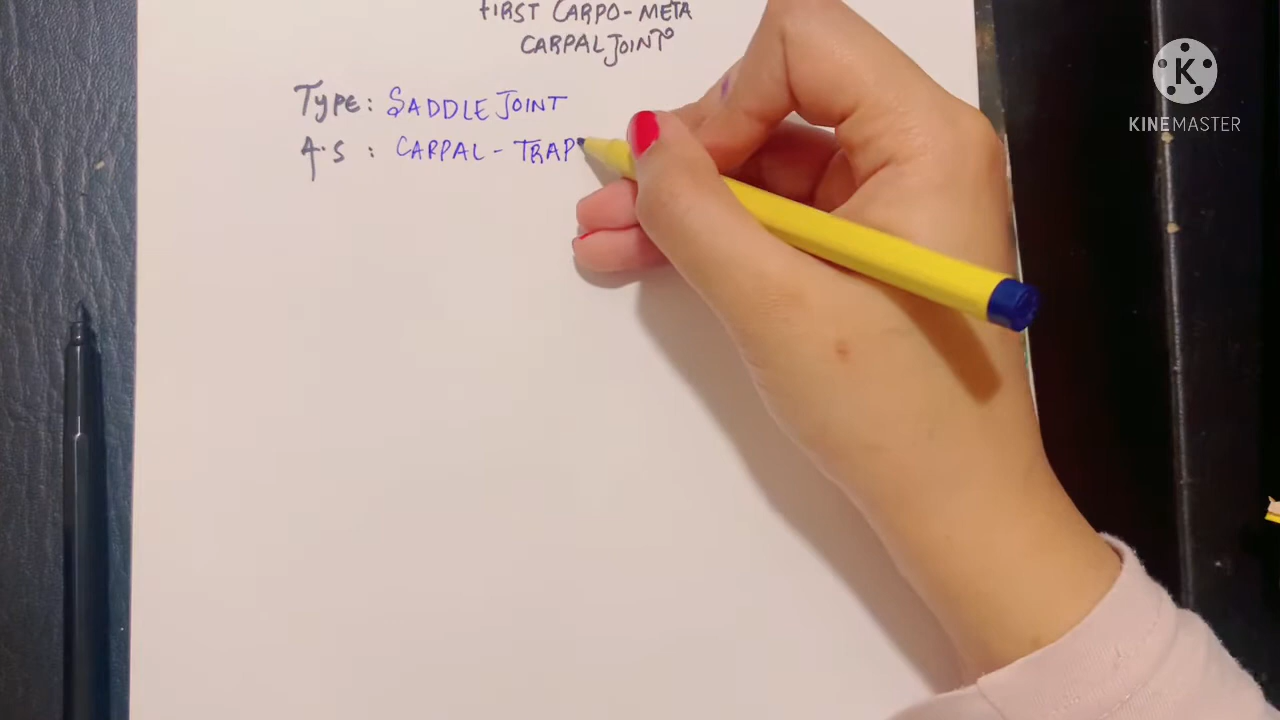 FIRST CARPO-META
CARPAL JOINT
TYPE: SADDLE JOINT
A.S : CARPAL - TRAP
K
KINEMASTER